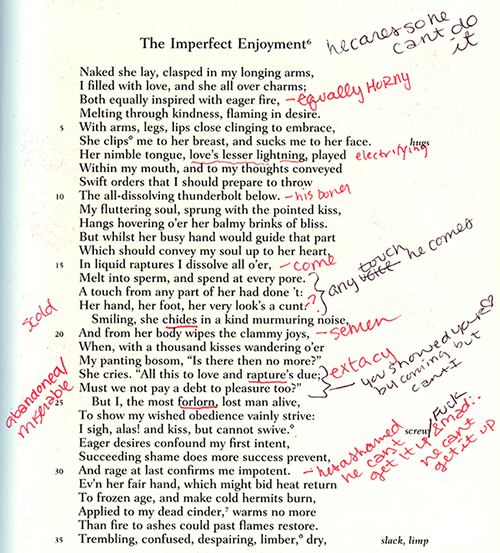 The Imperfect Enjoyment⁶
he cares so he
cant do
it
Naked she lay, clasped in my longing arms,
I filled with love, and she all over charms;
Both equally inspired with eager fire, – equally HORNY
Melting through kindness, flaming in desire.
5 With arms, legs, lips close clinging to embrace,
She clips° me to her breast, and sucks me to her face. hugs
Her nimble tongue, love's lesser lightning, played electrifying
Within my mouth, and to my thoughts conveyed
Swift orders that I should prepare to throw
10 The all-dissolving thunderbolt below. – his boner
My fluttering soul, sprung with the pointed kiss,
Hangs hovering o'er her balmy brinks of bliss.
But whilst her busy hand would guide that part
Which should convey my soul up to her heart,
15 In liquid raptures I dissolve all o'er, – come
Melt into sperm, and spend at every pore.
A touch from any part of her had done 't:
any touch he comes
Her hand, her foot, her very look's a cunt. ?
Smiling, she chides in a kind murmuring noise,
scold
20 And from her body wipes the clammy joys, – semen
When, with a thousand kisses wandering o'er
My panting bosom, "Is there then no more?"
She cries. "All this to love and rapture's due; extacy
Must we not pay a debt to pleasure too?"
you showed your ♡
by coming but
cant I
25 But I, the most forlorn, lost man alive,
abandoned/
miserable
To show my wished obedience vainly strive:
I sigh, alas! and kiss, but cannot swive.° screw/FUCK
Eager desires confound my first intent,
Succeeding shame does more success prevent,
30 And rage at last confirms me impotent. – hes ashamed
he cant
get it up & mad ∴
he cant
get it up
Ev'n her fair hand, which might bid heat return
To frozen age, and make cold hermits burn,
Applied to my dead cinder,⁷ warms no more
Than fire to ashes could past flames restore.
35 Trembling, confused, despairing, limber,° dry, slack, limp